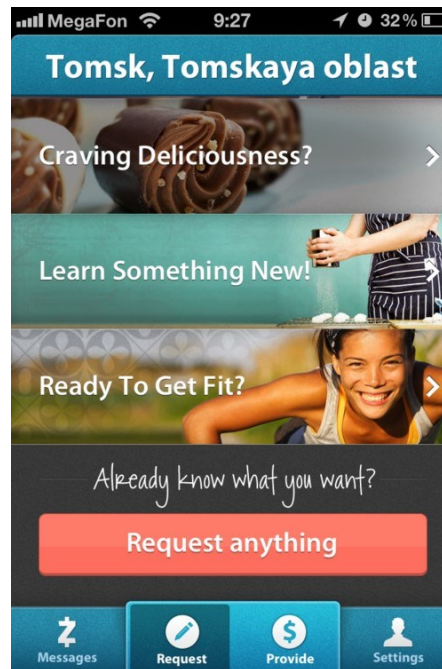 MegaFon 9:27 32%
Tomsk, Tomskaya oblast
Craving Deliciousness?
Learn Something New!
Ready To Get Fit?
Already know what you want?
Request anything
Messages Request Provide Settings